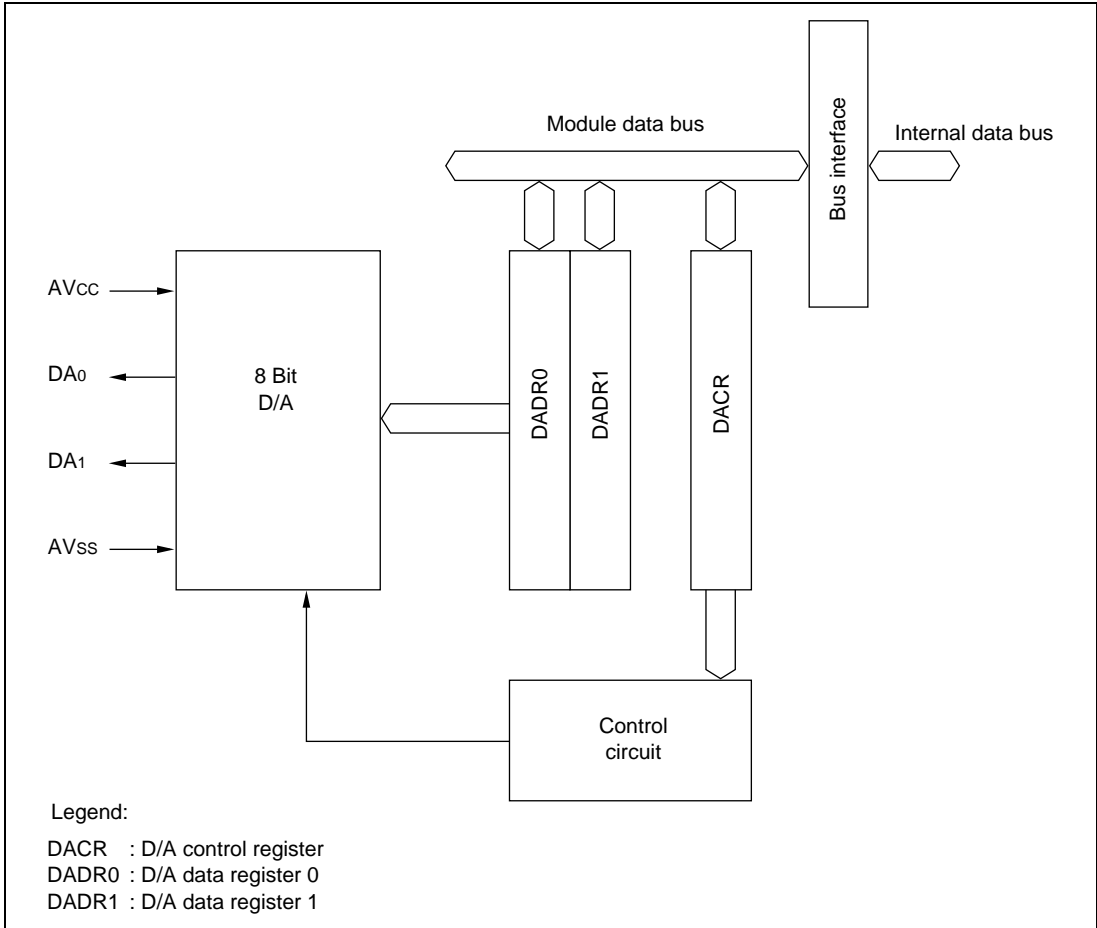 Module data bus
Internal data bus
Bus interface
AVCC
DA0
DA1
AVSS
8 Bit
D/A
DADR0
DADR1
DACR
Control
circuit
Legend:
DACR : D/A control register
DADR0 : D/A data register 0
DADR1 : D/A data register 1